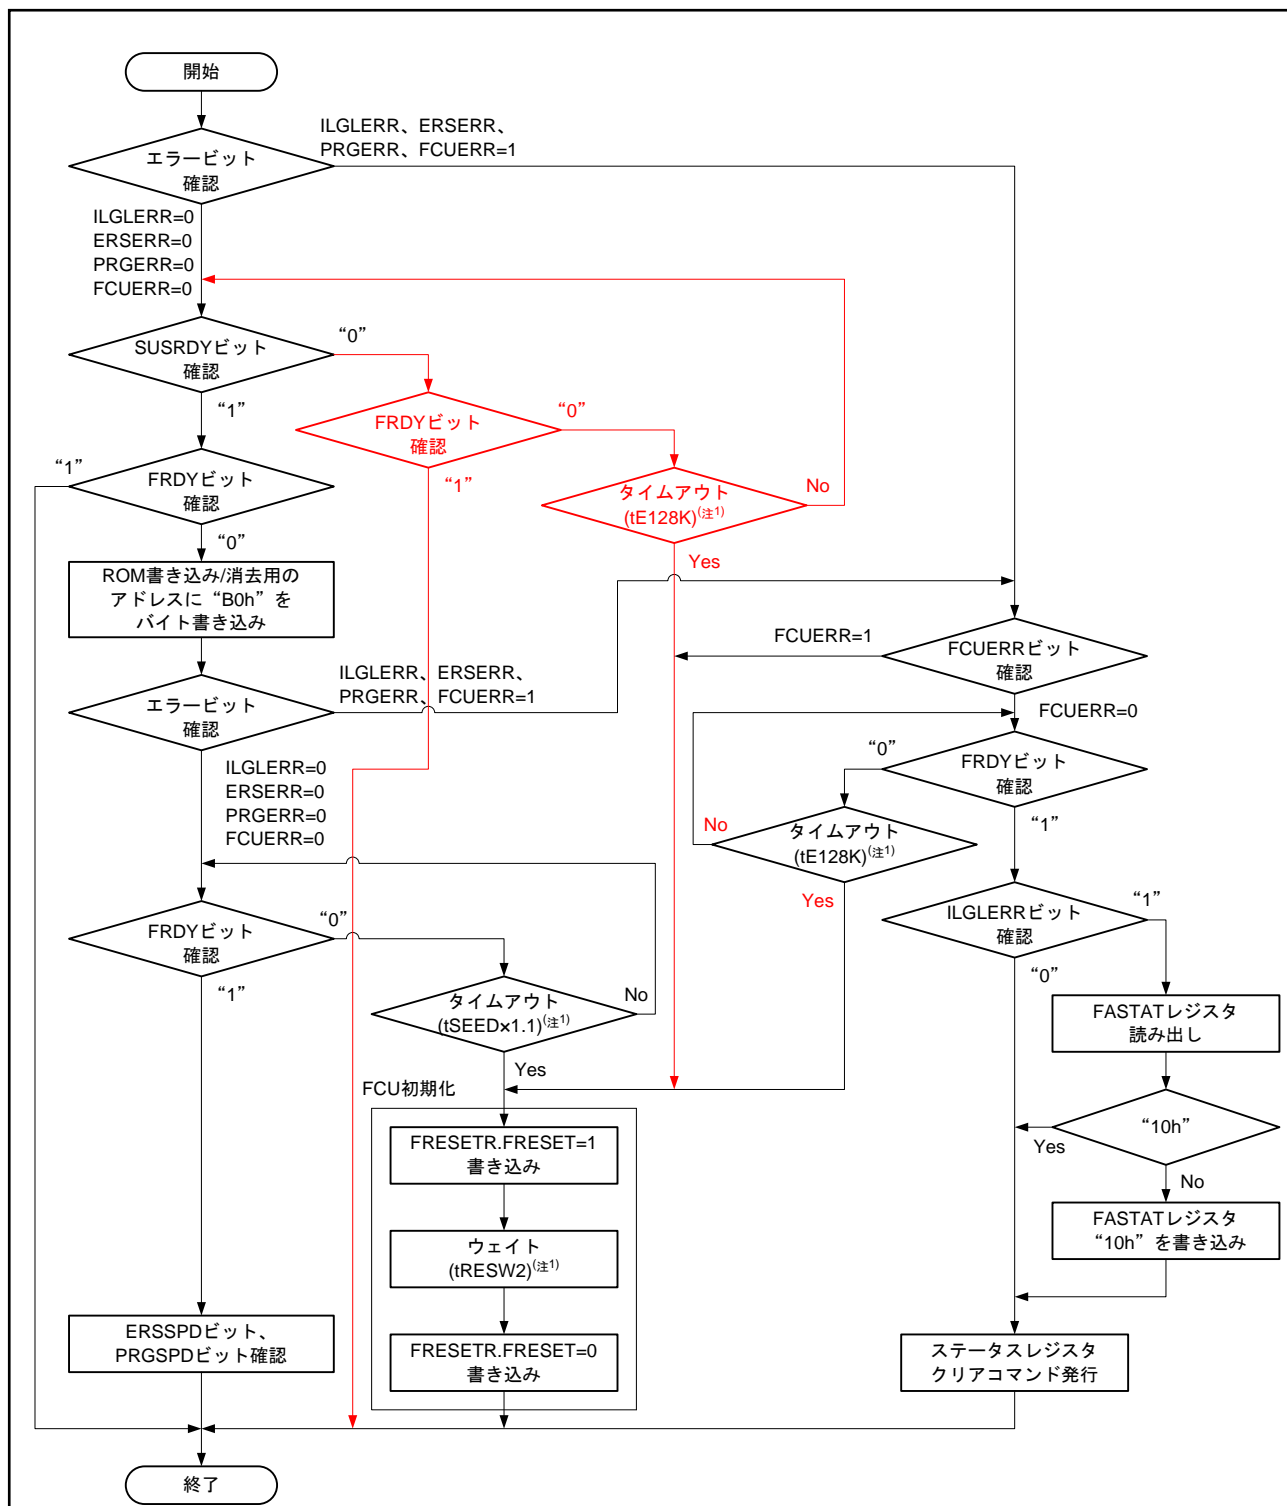 開始
ILGLERR、ERSERR、
PRGERR、FCUERR=1
エラービット
確認
ILGLERR=0
ERSERR=0
PRGERR=0
FCUERR=0
SUSRDYビット
確認
“0”
“1”
FRDYビット
確認
“0”
“1”
タイムアウト
(tE128K)(注1)
No
Yes
“1”
FRDYビット
確認
“0”
ROM書き込み/消去用の
アドレスに“B0h”を
バイト書き込み
ILGLERR、ERSERR、
PRGERR、FCUERR=1
エラービット
確認
ILGLERR=0
ERSERR=0
PRGERR=0
FCUERR=0
FCUERR=1
FCUERRビット
確認
FCUERR=0
“0”
FRDYビット
確認
“1”
No
タイムアウト
(tE128K)(注1)
Yes
ILGLERRビット
確認
“1”
“0”
FRDYビット
確認
“0”
“1”
タイムアウト
(tSEED×1.1)(注1)
No
Yes
FASTATレジスタ
読み出し
“10h”
Yes
No
FASTATレジスタ
“10h”を書き込み
FCU初期化
FRESETR.FRESET=1
書き込み
ウェイト
(tRESW2)(注1)
FRESETR.FRESET=0
書き込み
ERSSPDビット、
PRGSPDビット確認
ステータスレジスタ
クリアコマンド発行
終了